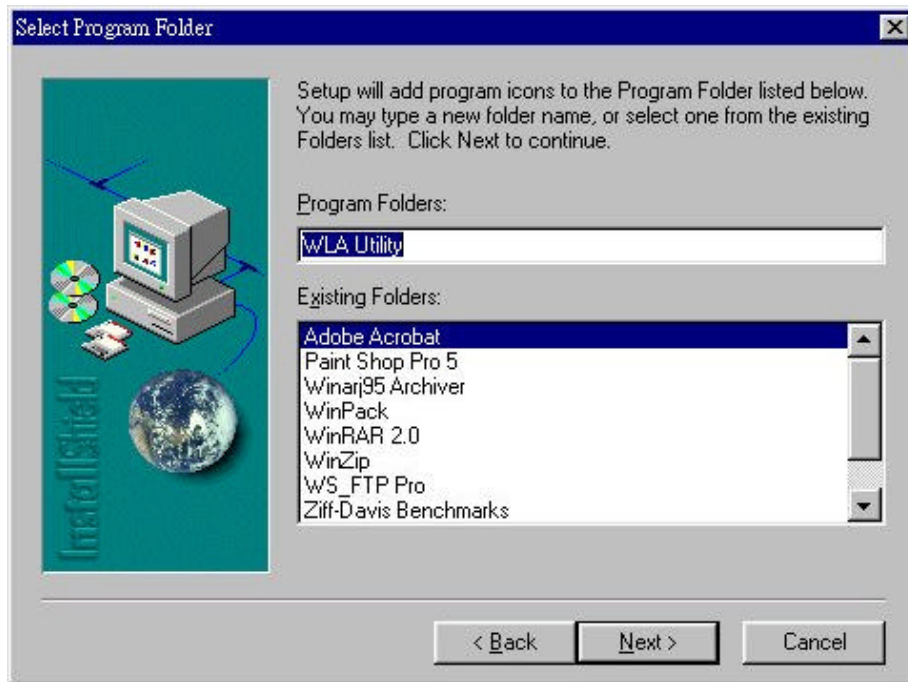 Select Program Folder
Setup will add program icons to the Program Folder listed below.
You may type a new folder name, or select one from the existing
Folders list. Click Next to continue.
Program Folders:
WLA Utility
Existing Folders:
Adobe Acrobat
Paint Shop Pro 5
Winarj95 Archiver
WinPack
WinRAR 2.0
WinZip
WS_FTP Pro
Ziff-Davis Benchmarks
InstallShield
< Back
Next >
Cancel